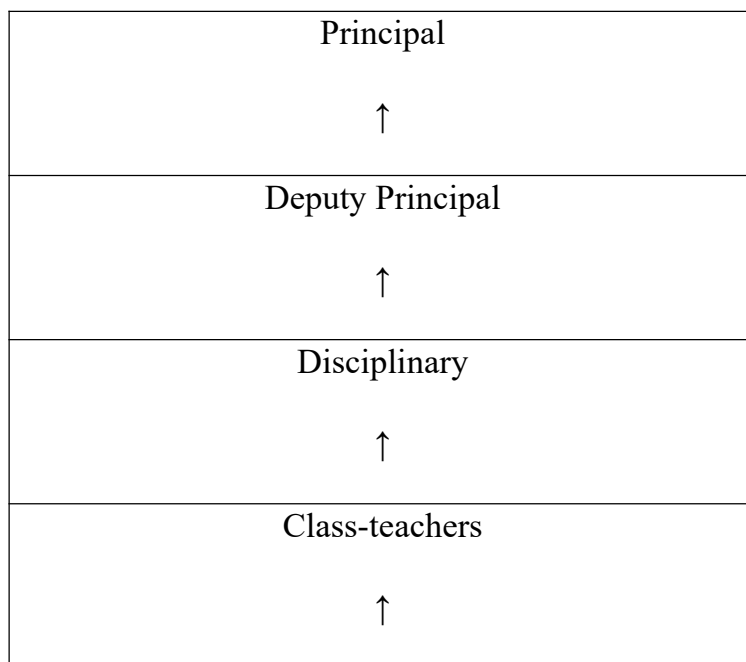 Principal
↑
Deputy Principal
↑
Disciplinary
↑
Class-teachers
↑